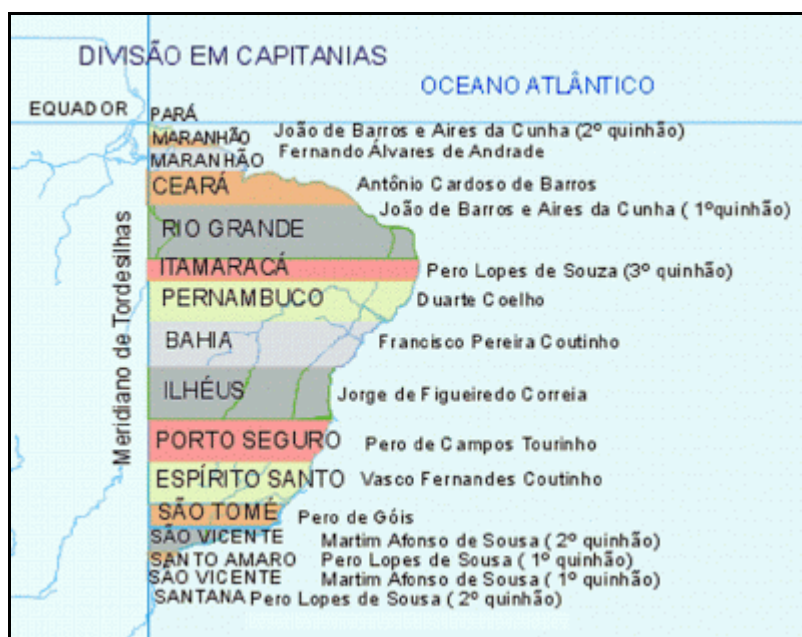 DIVISÃO EM CAPITANIAS
OCEANO ATLÂNTICO
EQUADOR
PARÁ
MARANHÃO João de Barros e Aires da Cunha (2º quinhão)
MARANHÃO Fernando Álvares de Andrade
CEARÁ Antônio Cardoso de Barros
João de Barros e Aires da Cunha ( 1ºquinhão)
RIO GRANDE
ITAMARACÁ Pero Lopes de Souza (3º quinhão)
PERNAMBUCO Duarte Coelho
BAHIA Francisco Pereira Coutinho
ILHÉUS Jorge de Figueiredo Correia
PORTO SEGURO Pero de Campos Tourinho
ESPÍRITO SANTO Vasco Fernandes Coutinho
SÃO TOMÉ Pero de Góis
SÃO VICENTE Martim Afonso de Sousa ( 2º quinhão)
SANTO AMARO Pero Lopes de Sousa ( 1º quinhão)
SÃO VICENTE Martim Afonso de Sousa ( 1º quinhão)
SANTANA Pero Lopes de Sousa ( 2º quinhão)
Meridiano de Tordesilhas